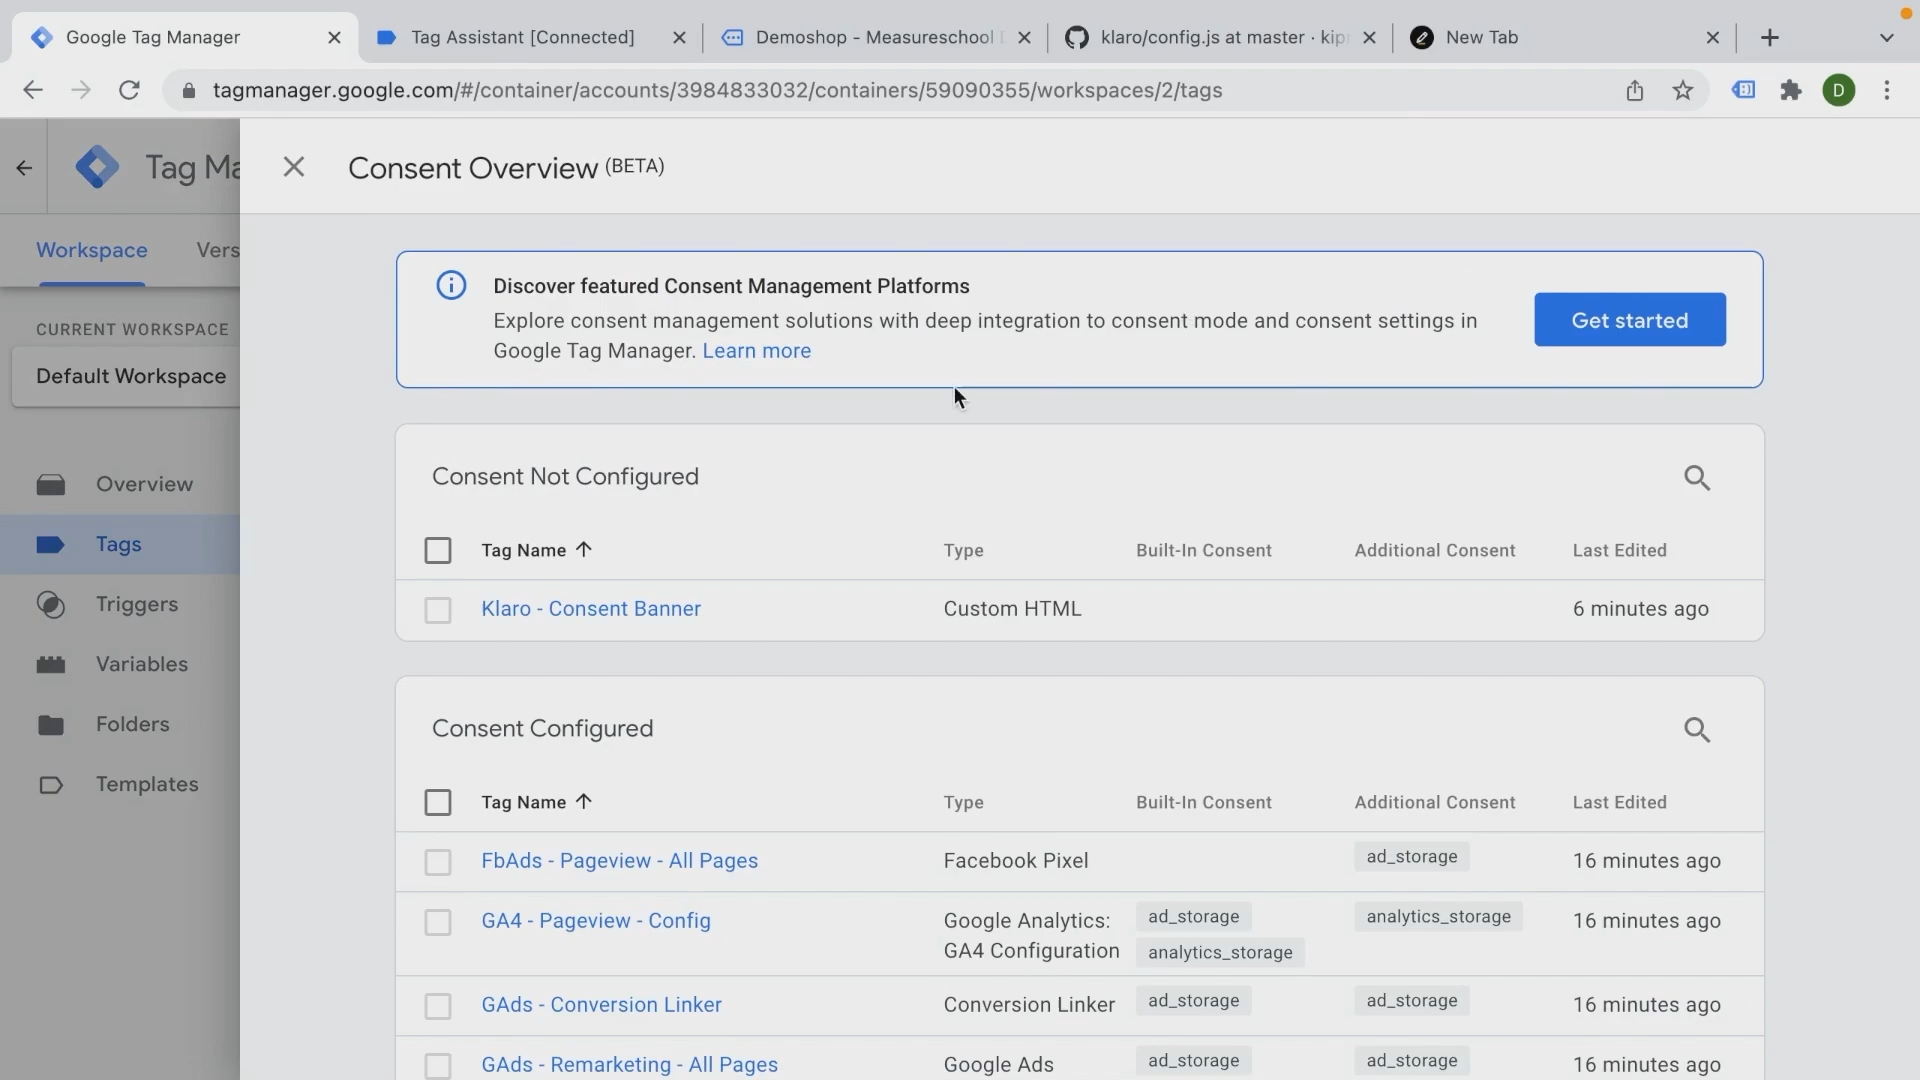 Google Tag Manager
Tag Assistant [Connected]
Demoshop - Measureschool
klaro/config.js at master · kip
New Tab
tagmanager.google.com/#/container/accounts/3984833032/containers/59090355/workspaces/2/tags
D
Tag Ma
Consent Overview (BETA)
Workspace
Vers
Discover featured Consent Management Platforms
Explore consent management solutions with deep integration to consent mode and consent settings in
Google Tag Manager. Learn more
Get started
CURRENT WORKSPACE
Default Workspace
Overview
Tags
Triggers
Variables
Folders
Templates
Consent Not Configured
Tag Name Type Built-In Consent Additional Consent Last Edited
Klaro - Consent Banner Custom HTML 6 minutes ago
Consent Configured
Tag Name Type Built-In Consent Additional Consent Last Edited
FbAds - Pageview - All Pages Facebook Pixel ad_storage 16 minutes ago
GA4 - Pageview - Config Google Analytics: ad_storage analytics_storage 16 minutes ago
GA4 Configuration analytics_storage
GAds - Conversion Linker Conversion Linker ad_storage ad_storage 16 minutes ago
GAds - Remarketing - All Pages Google Ads ad_storage ad_storage 16 minutes ago